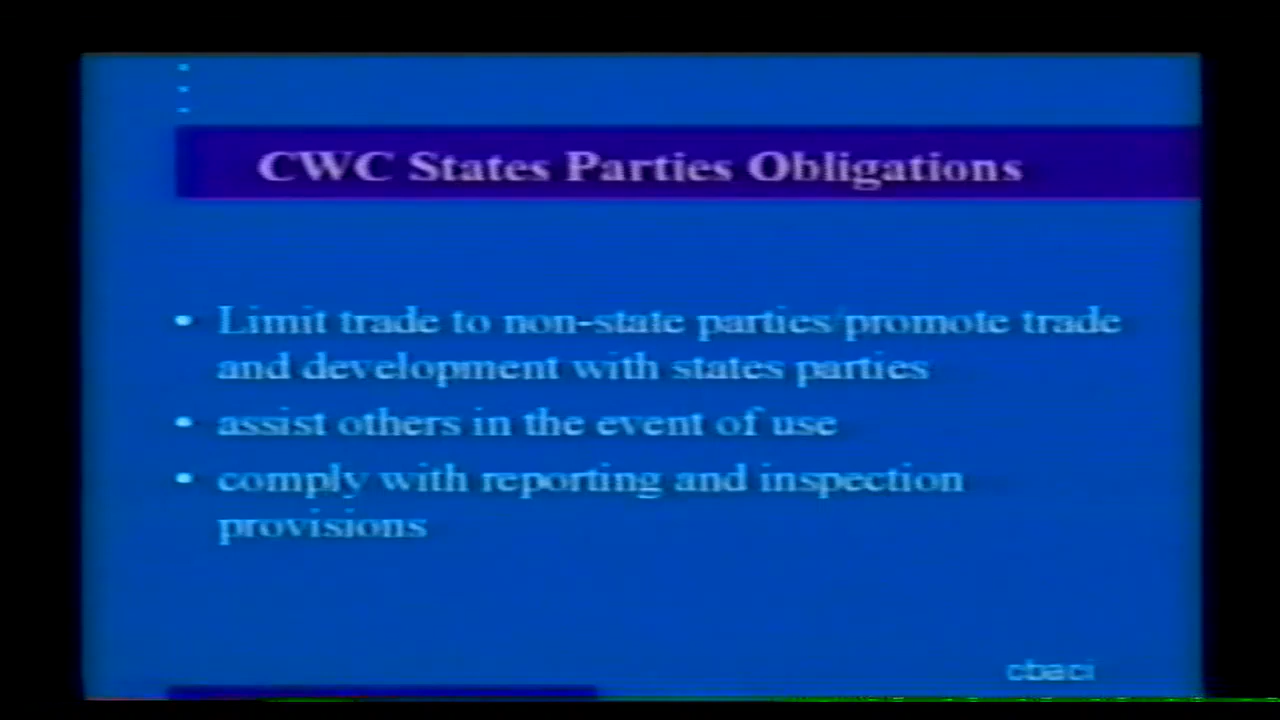 CWC States Parties Obligations
• Limit trade to non-state parties/promote trade
and development with states parties
• assist others in the event of use
• comply with reporting and inspection
provisions
cbaci